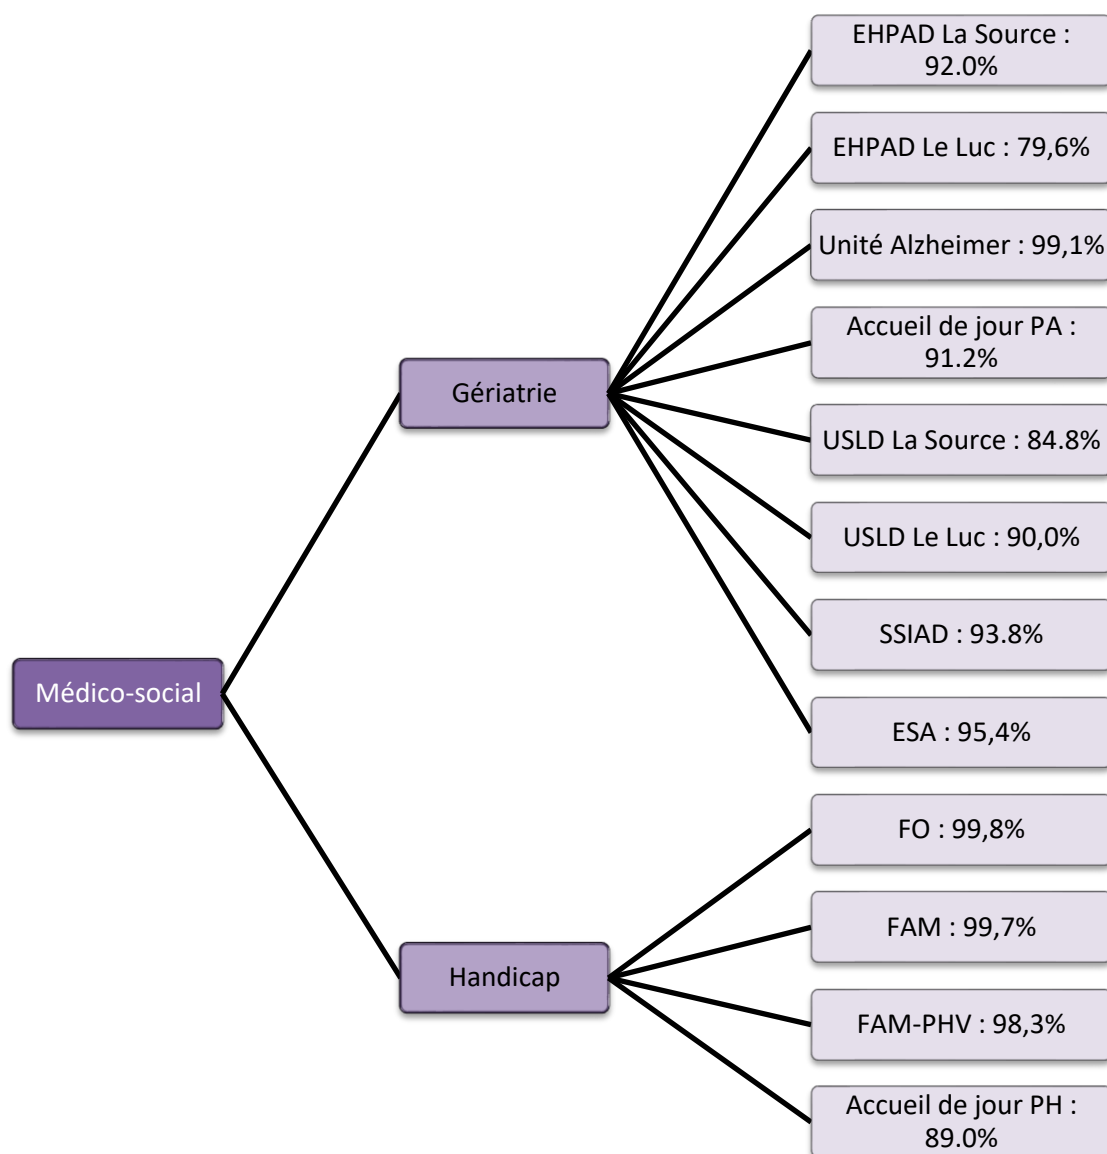 EHPAD La Source :
92.0%
EHPAD Le Luc : 79,6%
Unité Alzheimer : 99,1%
Accueil de jour PA :
91.2%
Gériatrie
USLD La Source : 84.8%
USLD Le Luc : 90,0%
SSIAD : 93.8%
Médico-social
ESA : 95,4%
FO : 99,8%
FAM : 99,7%
Handicap
FAM-PHV : 98,3%
Accueil de jour PH :
89.0%